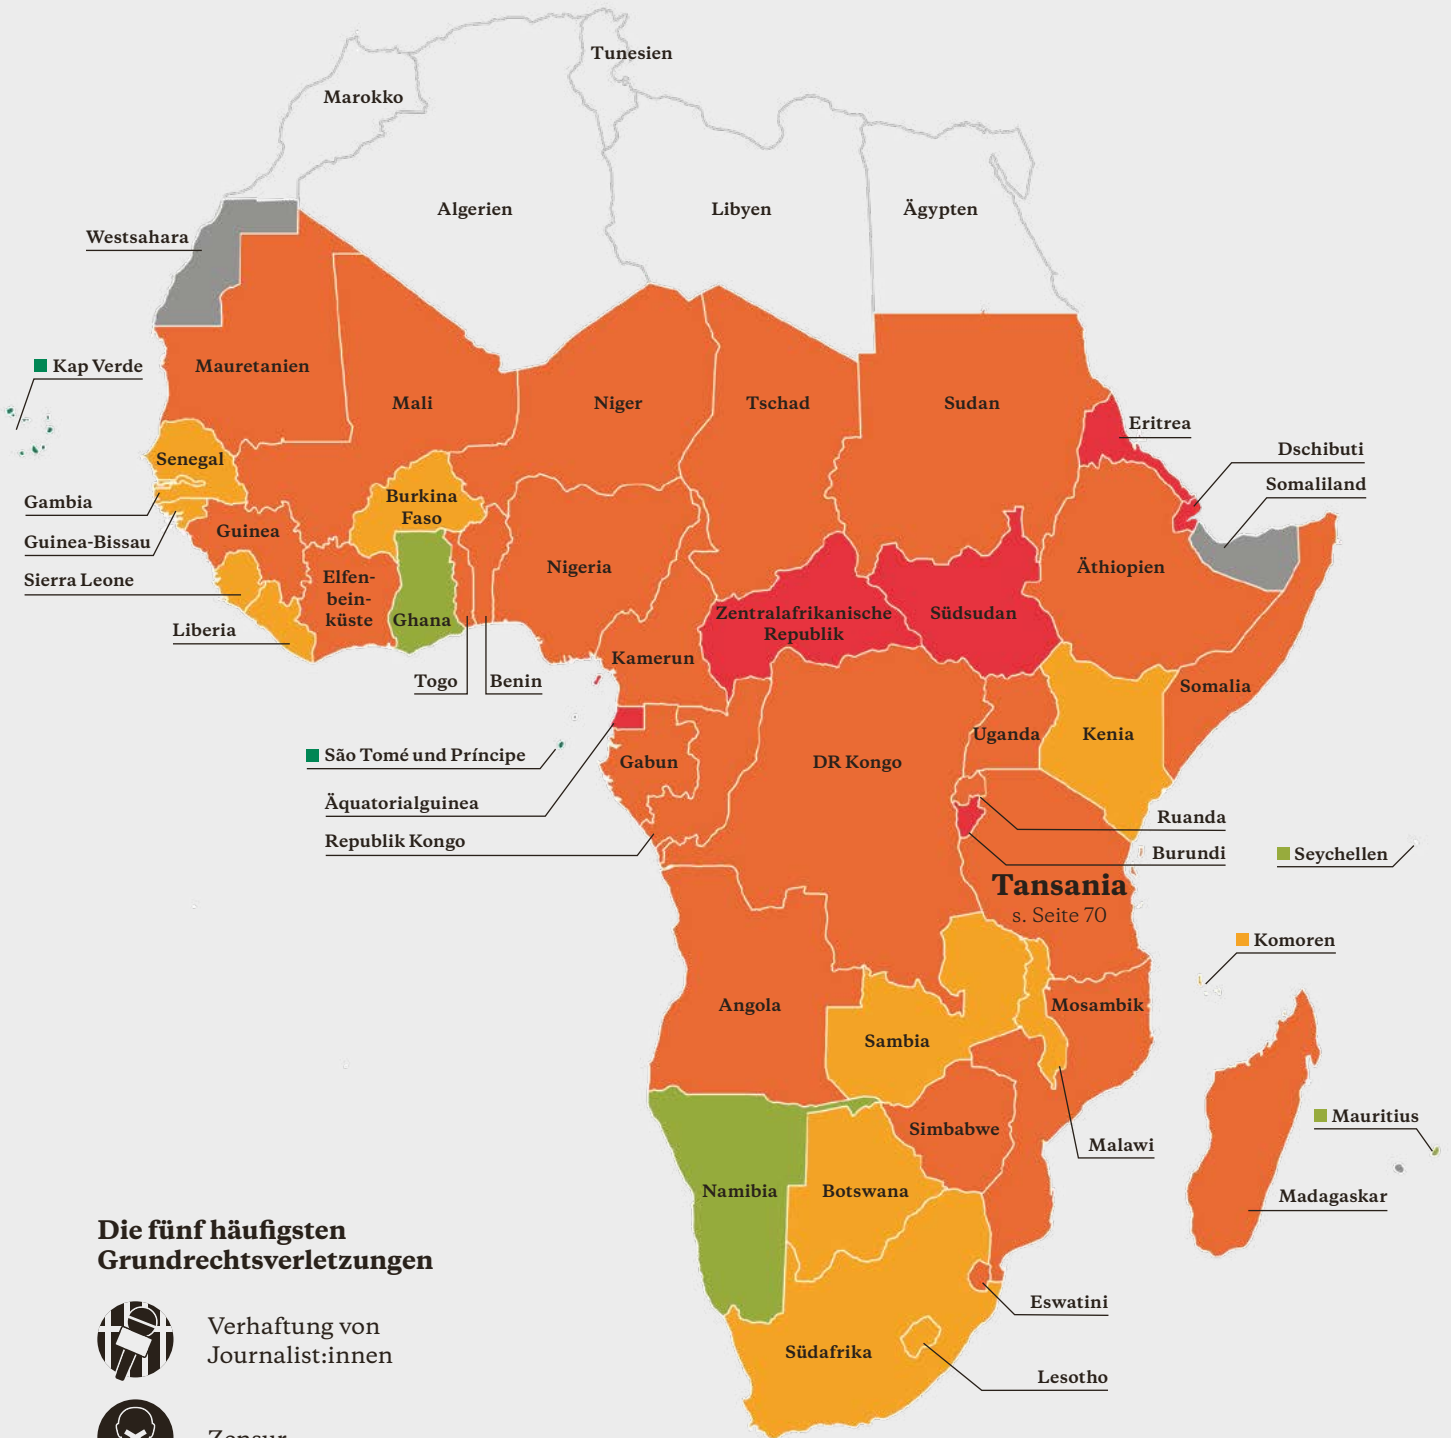 Tunesien
Marokko
Algerien
Libyen
Ägypten
Westsahara
Kap Verde
Mauretanien
Mali
Niger
Tschad
Sudan
Eritrea
Dschibuti
Somaliland
Senegal
Gambia
Burkina
Faso
Guinea
Guinea-Bissau
Sierra Leone
Elfen-
bein-
küste
Ghana
Liberia
Nigeria
Äthiopien
Zentralafrikanische
Republik
Südsudan
Togo
Benin
Kamerun
Somalia
Uganda
Kenia
São Tomé und Príncipe
Gabun
DR Kongo
Äquatorialguinea
Republik Kongo
Ruanda
Burundi
Seychellen
Tansania
s. Seite 70
Komoren
Angola
Mosambik
Sambia
Simbabwe
Malawi
Mauritius
Namibia
Botswana
Madagaskar
Eswatini
Südafrika
Lesotho
Die fünf häufigsten
Grundrechtsverletzungen
Verhaftung von
Journalist:innen
Zensur